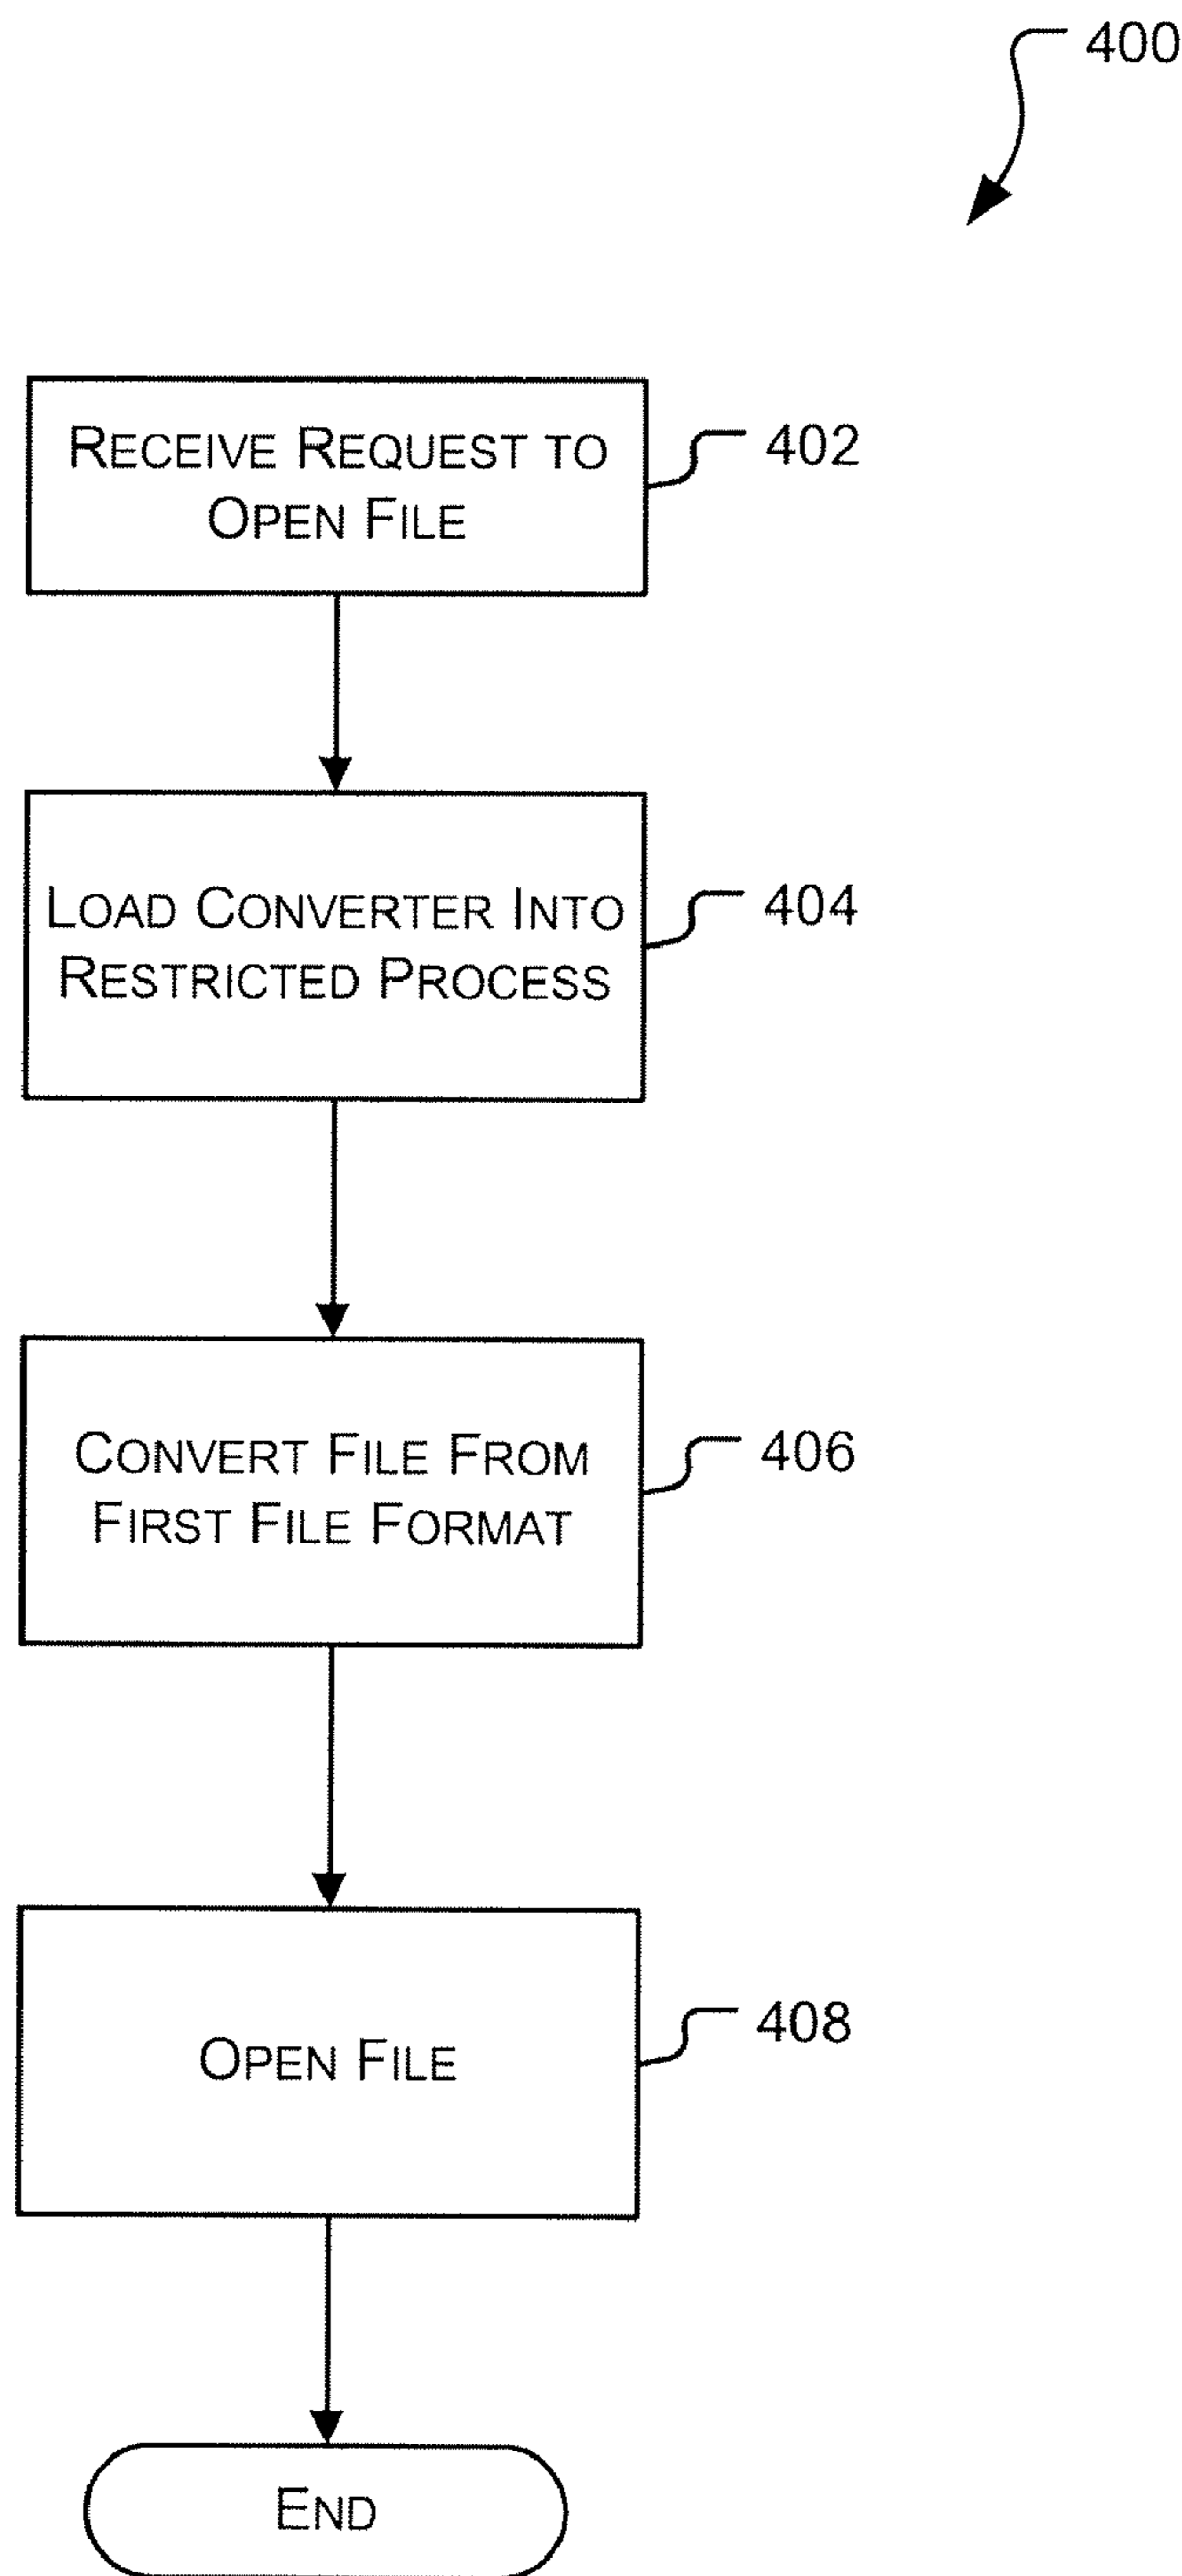 400
RECEIVE REQUEST TO
OPEN FILE
402
LOAD CONVERTER INTO
RESTRICTED PROCESS
404
CONVERT FILE FROM
FIRST FILE FORMAT
406
OPEN FILE
408
END